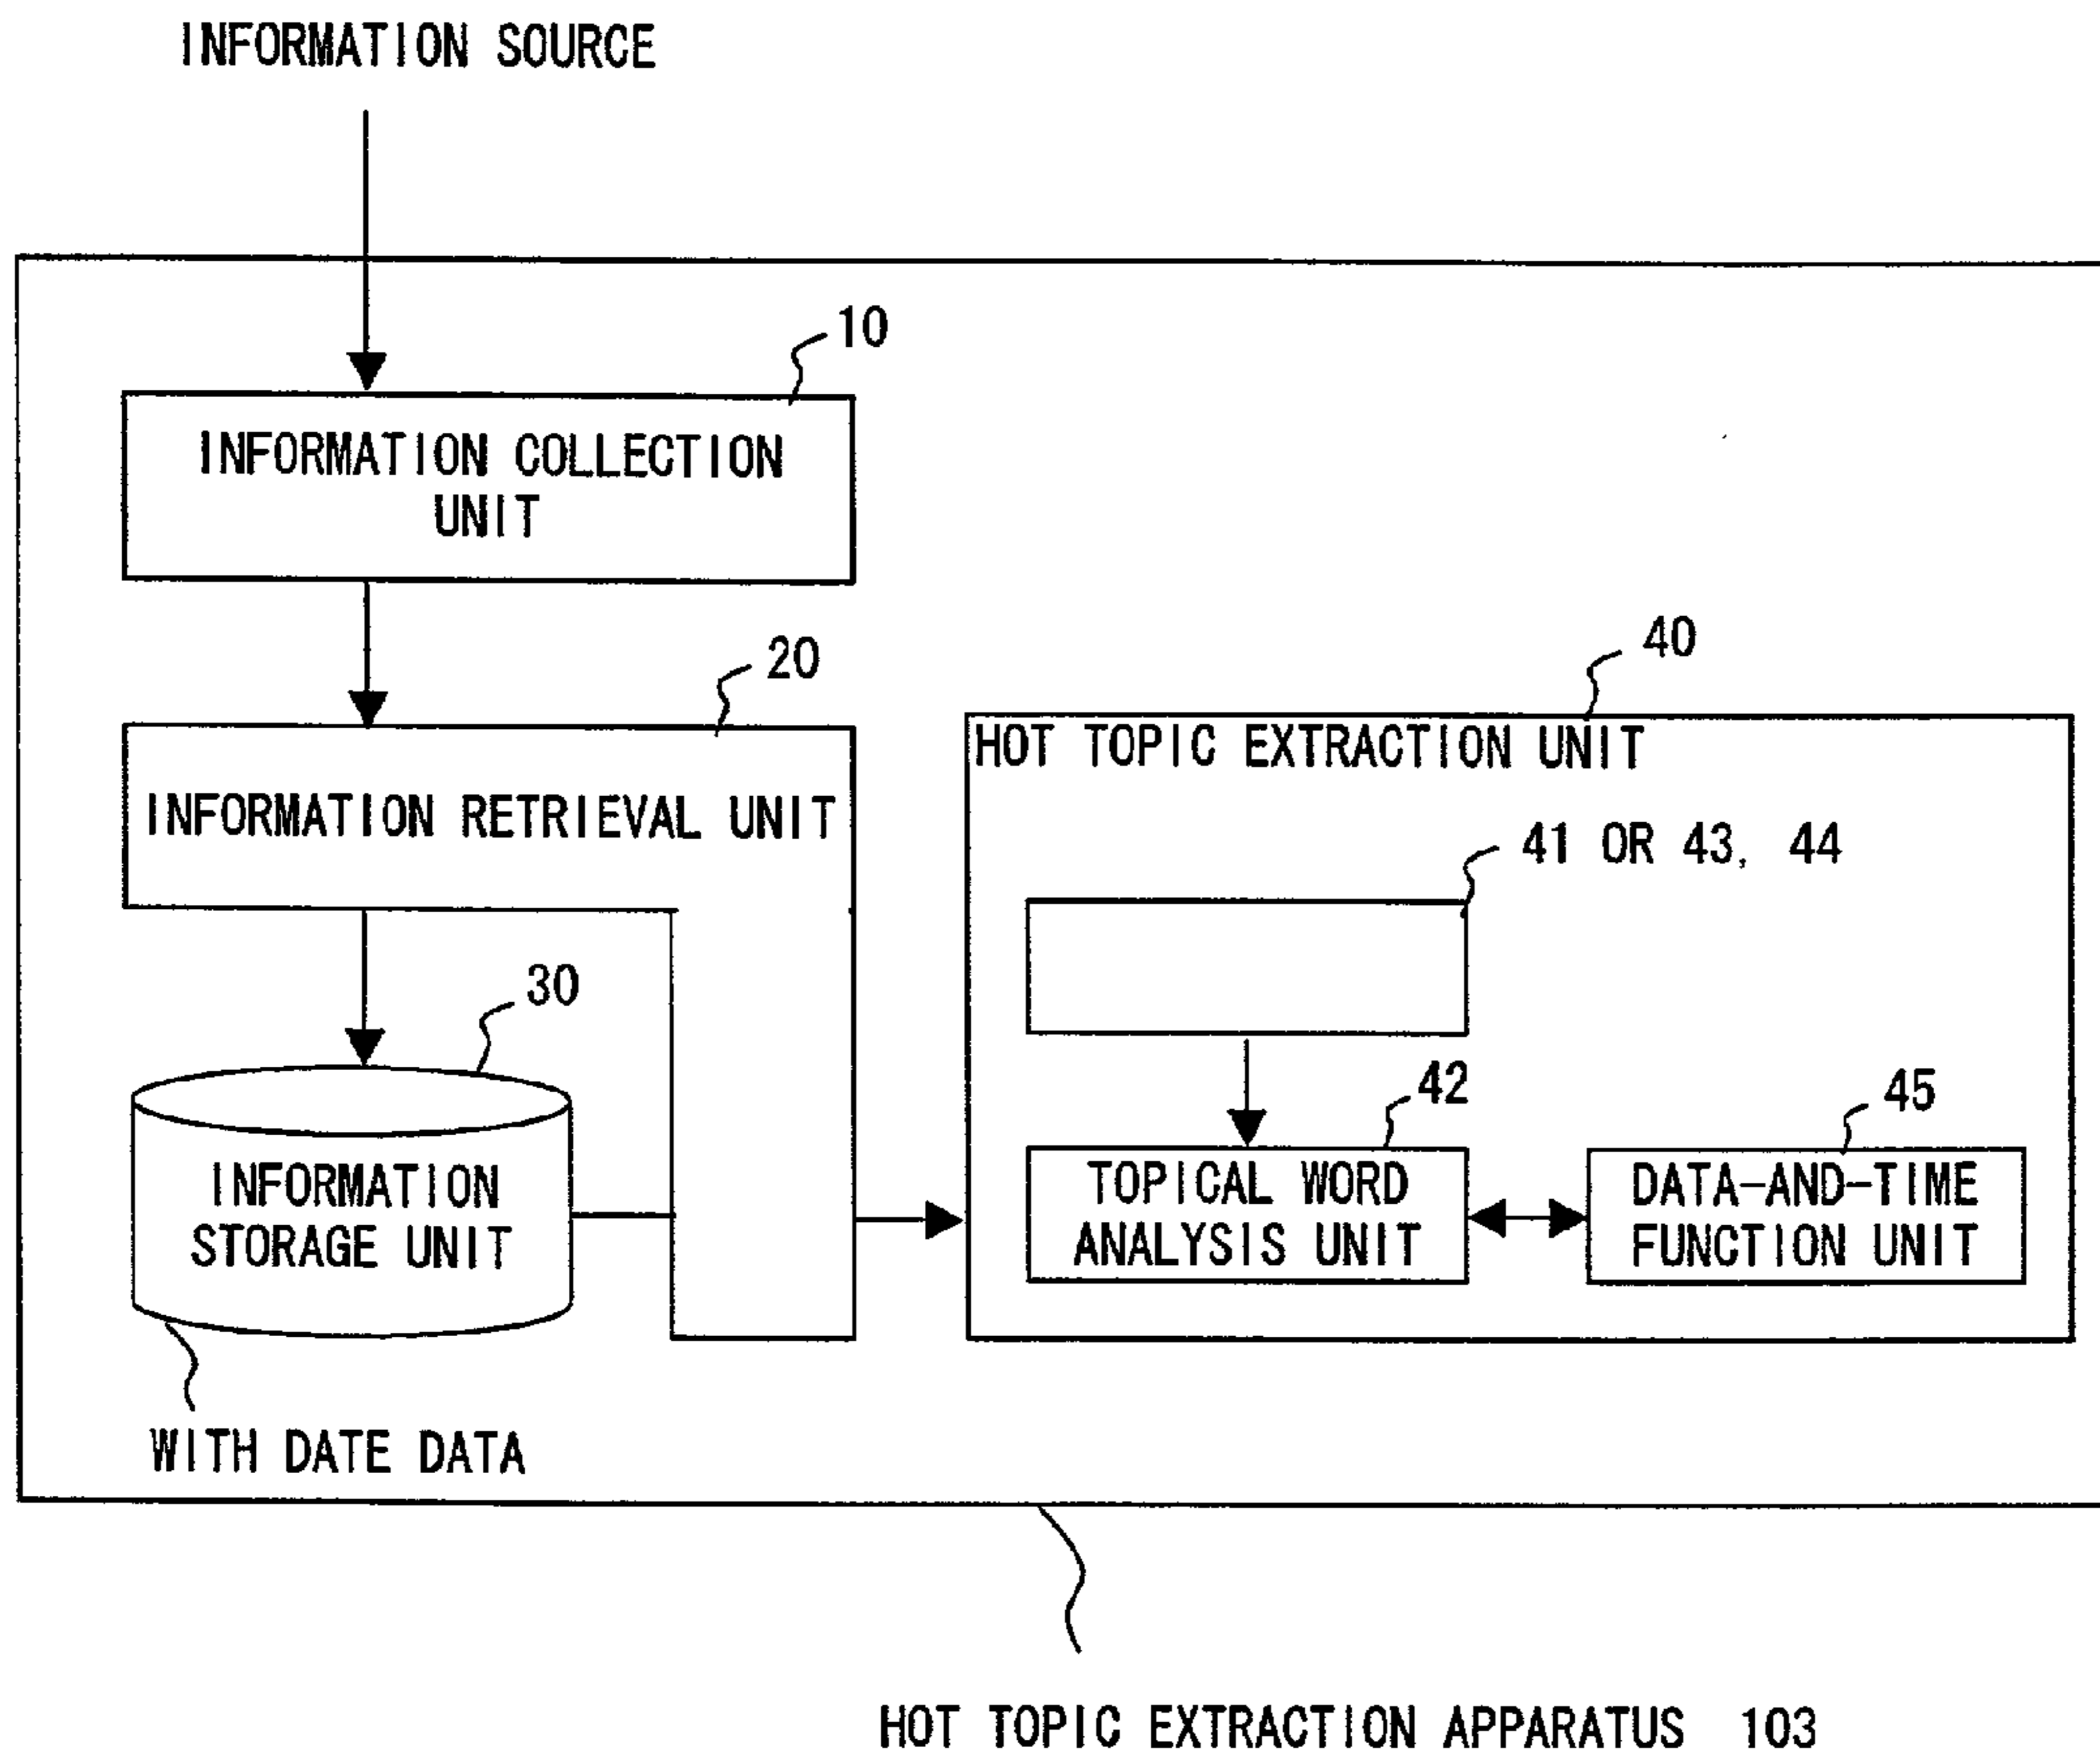 INFORMATION SOURCE
10
INFORMATION COLLECTION
UNIT
20
INFORMATION RETRIEVAL UNIT
30
INFORMATION
STORAGE UNIT
WITH DATE DATA
40
HOT TOPIC EXTRACTION UNIT
41 OR 43, 44
42
TOPICAL WORD
ANALYSIS UNIT
45
DATA-AND-TIME
FUNCTION UNIT
HOT TOPIC EXTRACTION APPARATUS 103